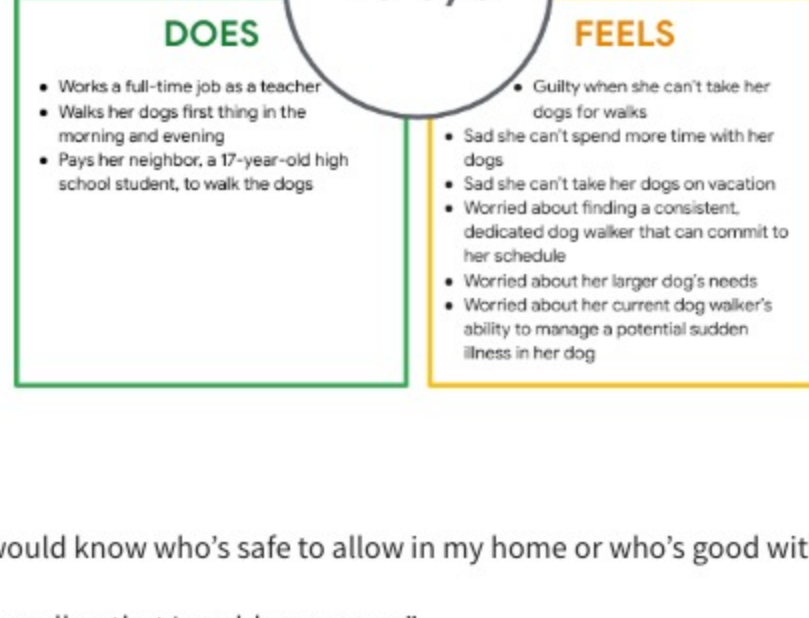 DOES
• Works a full-time job as a teacher
• Walks her dogs first thing in the
morning and evening
• Pays her neighbor, a 17-year-old high
school student, to walk the dogs
FEELS
• Guilty when she can't take her
dogs for walks
• Sad she can't spend more time with her
dogs
• Sad she can't take her dogs on vacation
• Worried about finding a consistent,
dedicated dog walker that can commit to
her schedule
• Worried about her larger dog's needs
• Worried about her current dog walker's
ability to manage a potential sudden
illness in her dog
would know who’s safe to allow in my home or who’s good wit